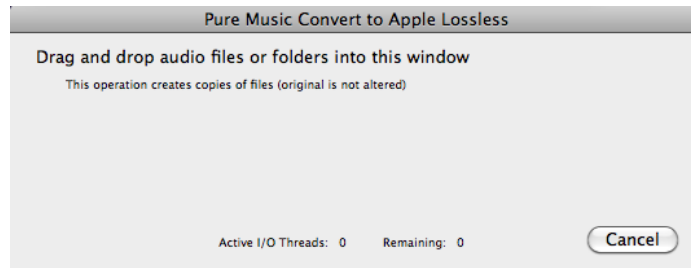 Pure Music Convert to Apple Lossless
Drag and drop audio files or folders into this window
This operation creates copies of files (original is not altered)
Active I/O Threads: 0 Remaining: 0
Cancel